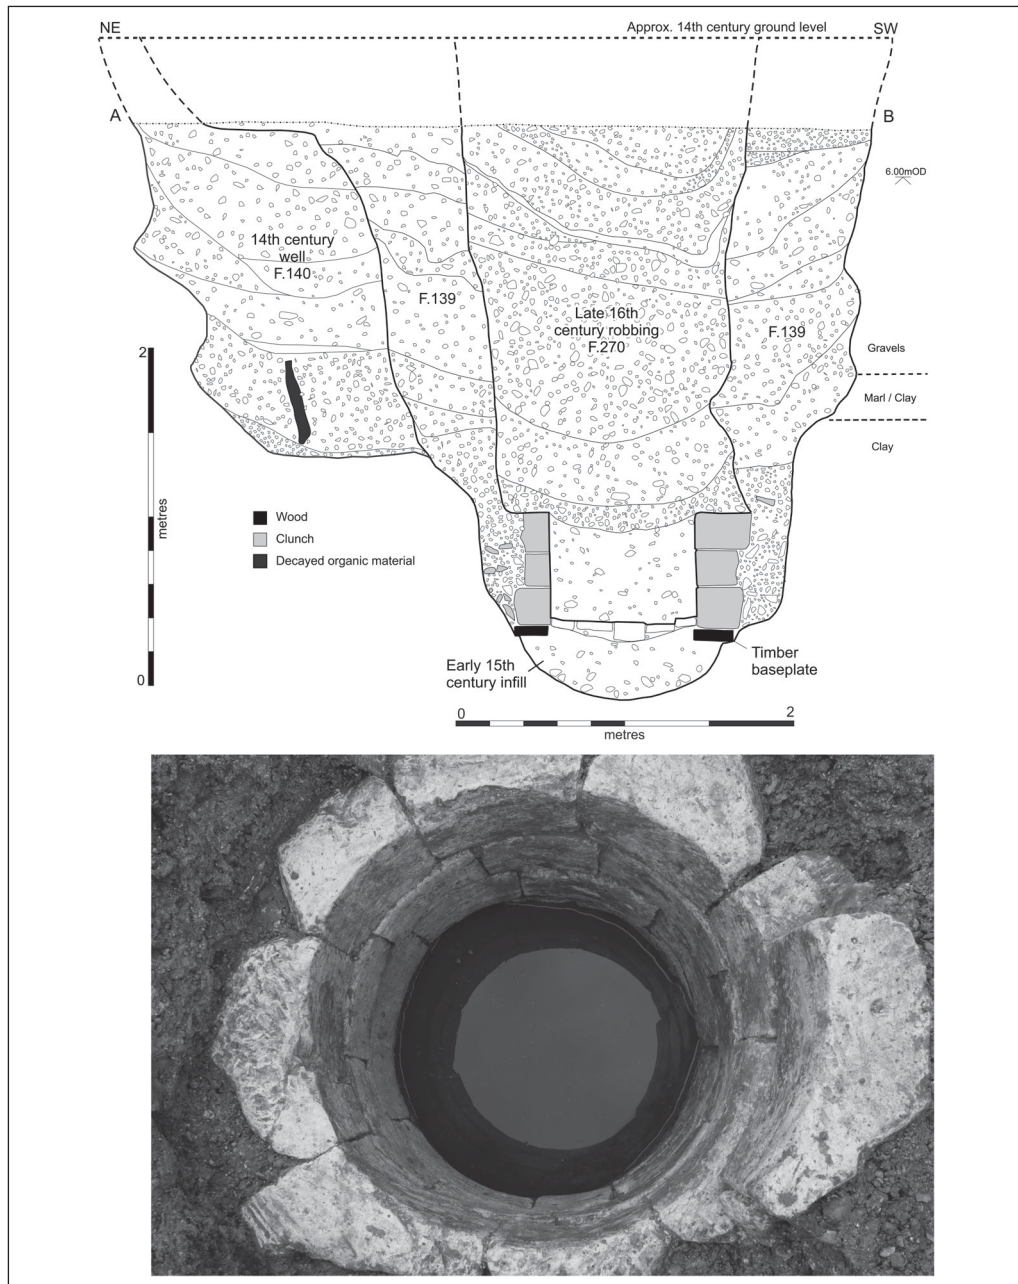 NE
Approx. 14th century ground level
SW
A
B
6.00mOD
14th century
well
F.140
F.139
Late 16th
century robbing
F.270
F.139
Gravels
Marl / Clay
Clay
2
metres
0
Wood
Clunch
Decayed organic material
Early 15th
century infill
Timber
baseplate
0
2
metres